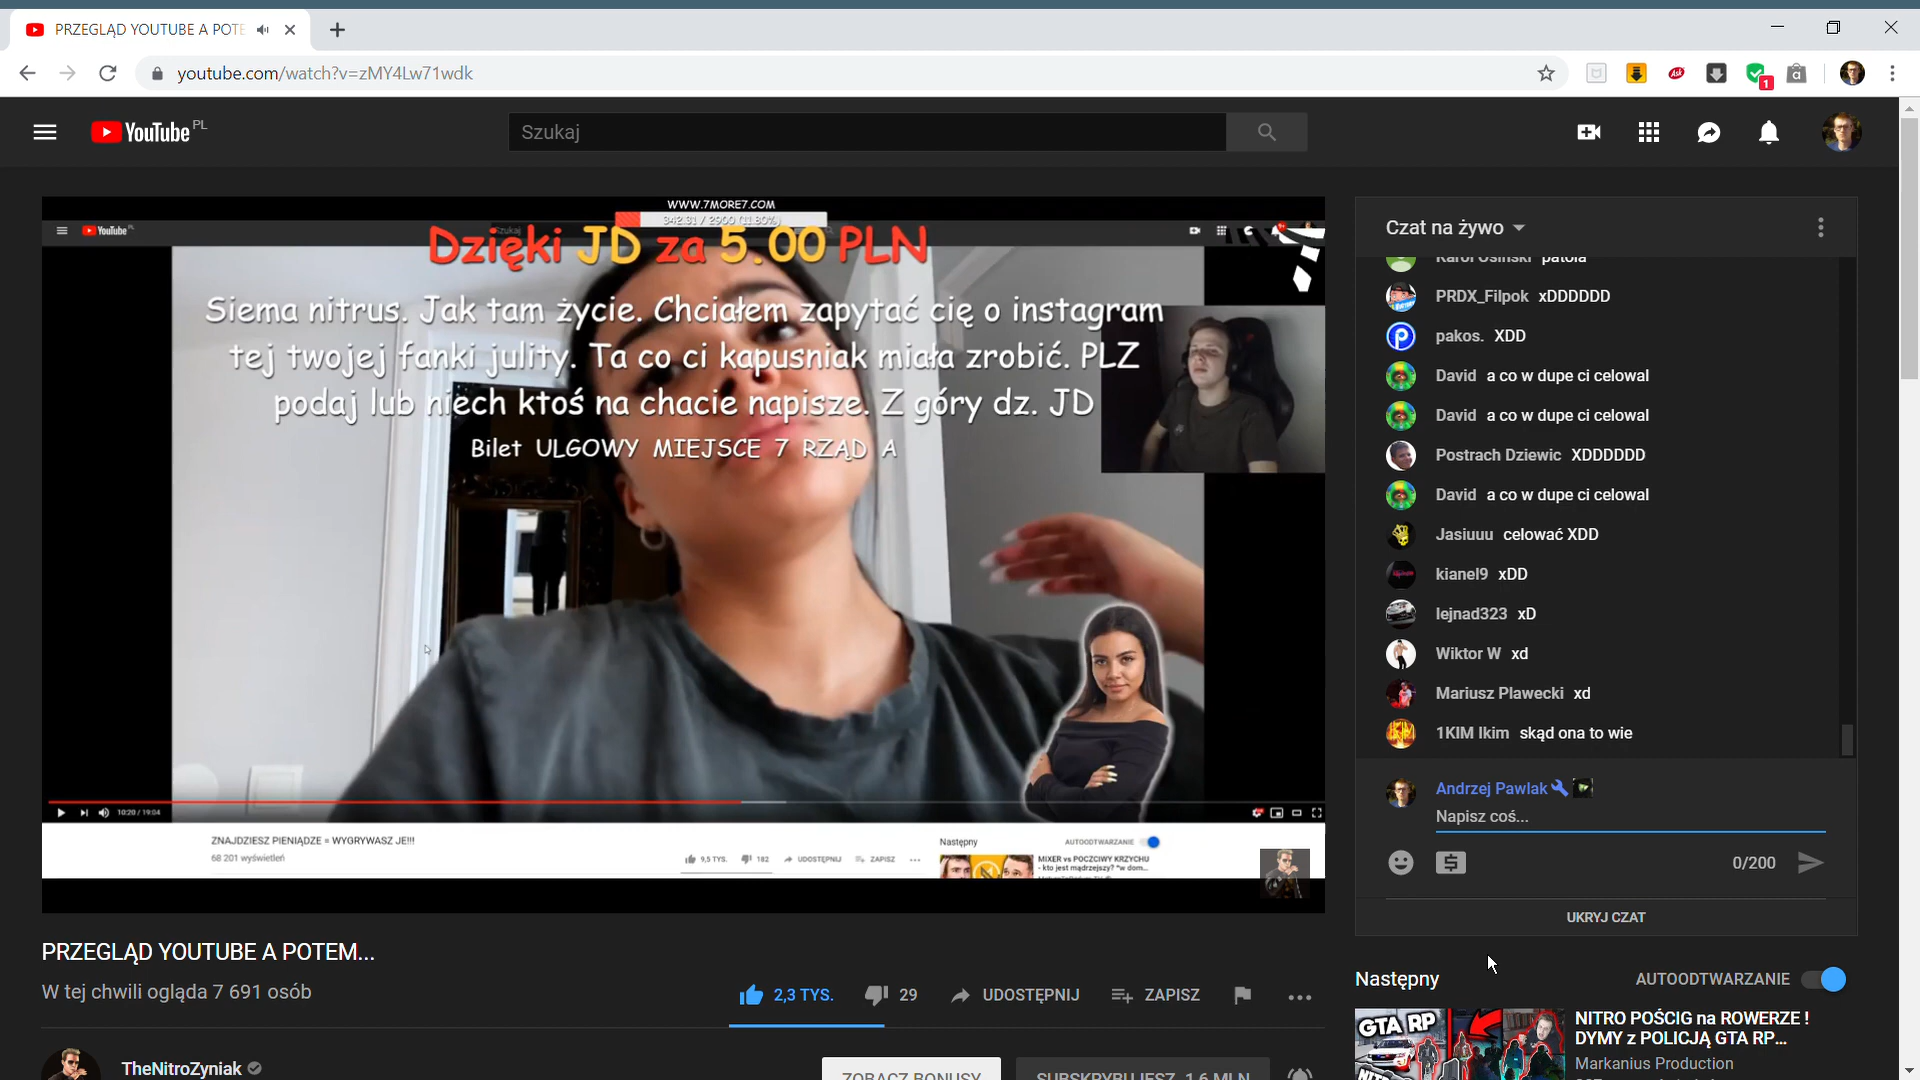 PRZEGLĄD YOUTUBE A POTE
youtube.com/watch?v=zMY4Lw71wdk
Ask
1
YouTube PL
Szukaj
WWW.7MORE7.COM
342.31 / 2900 (11.80%)
YouTube
Szukaj
Dzięki JD za 5.00 PLN
Siema nitrus. Jak tam życie. Chciałem zapytać cię o instagram
tej twojej fanki julity. Ta co ci kapusniak miała zrobić. PLZ
podaj lub niech ktoś na chacie napisze. Z góry dz. JD
Bilet ULGOWY MIEJSCE 7 RZĄD A
10:20 / 19:04
ZNAJDZIESZ PIENIĄDZE = WYGRYWASZ JE!!!
68 201 wyświetleń
9,5 TYS.
182
UDOSTĘPNIJ
ZAPISZ
Następny
AUTOODTWARZANIE
MIXER vs POCZCIWY KRZYCHU
- kto jest mądrzejszy? "w dom...
PRZEGLĄD YOUTUBE A POTEM...
W tej chwili ogląda 7 691 osób
2,3 TYS.
29
UDOSTĘPNIJ
ZAPISZ
TheNitroZyniak
ZOBACZ BONUSY
SUBSKRYBUJESZ 1,6 MLN
Czat na żywo
Karol Osiński patola
PRDX_Filpok xDDDDDD
pakos. XDD
David a co w dupe ci celowal
David a co w dupe ci celowal
Postrach Dziewic XDDDDDD
David a co w dupe ci celowal
Jasiuuu celować XDD
kianel9 xDD
lejnad323 xD
Wiktor W xd
Mariusz Plawecki xd
1KIM Ikim skąd ona to wie
Andrzej Pawlak
Napisz coś...
0/200
UKRYJ CZAT
Następny
AUTOODTWARZANIE
GTA RP
NITRO POŚCIG na ROWERZE !
DYMY z POLICJĄ GTA RP...
Markanius Production